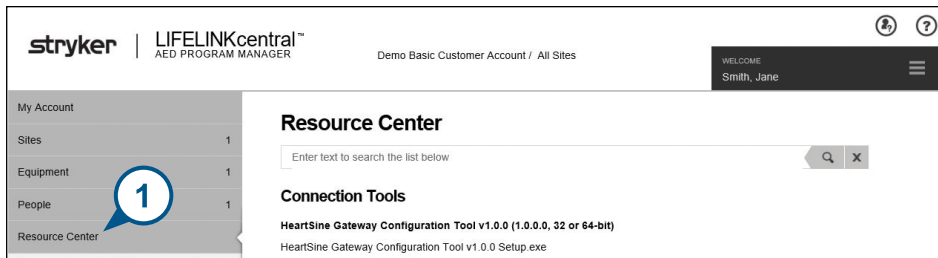 stryker
LIFELINKcentral™
AED PROGRAM MANAGER
Demo Basic Customer Account / All Sites
WELCOME
Smith, Jane
?
My Account
Sites 1
Equipment 1
People 1
Resource Center
1
Resource Center
Enter text to search the list below
X
Connection Tools
HeartSine Gateway Configuration Tool v1.0.0 (1.0.0.0, 32 or 64-bit)
HeartSine Gateway Configuration Tool v1.0.0 Setup.exe